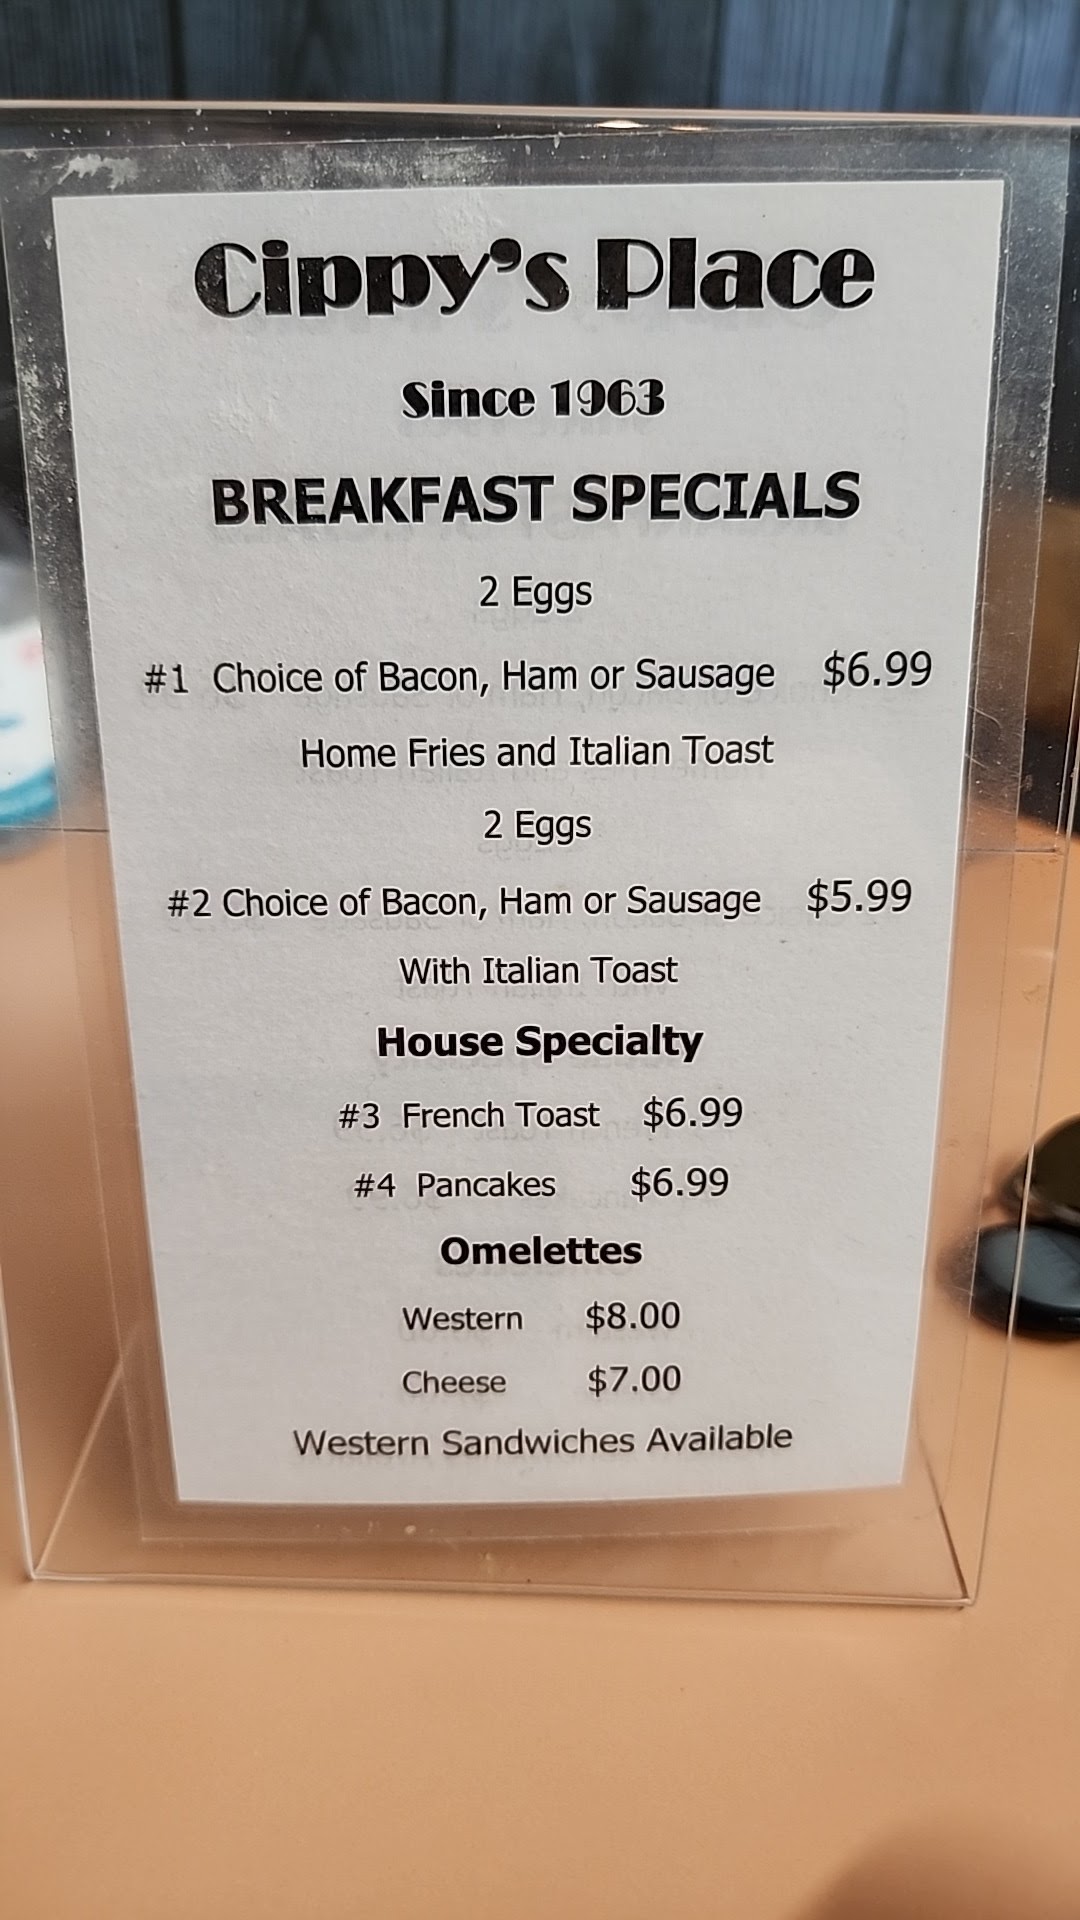 Cippy's Place
Since 1963
BREAKFAST SPECIALS
2 Eggs
#1 Choice of Bacon, Ham or Sausage $6.99
Home Fries and Italian Toast
2 Eggs
#2 Choice of Bacon, Ham or Sausage $5.99
With Italian Toast
House Specialty
#3 French Toast $6.99
#4 Pancakes $6.99
Omelettes
Western $8.00
Cheese $7.00
Western Sandwiches Available